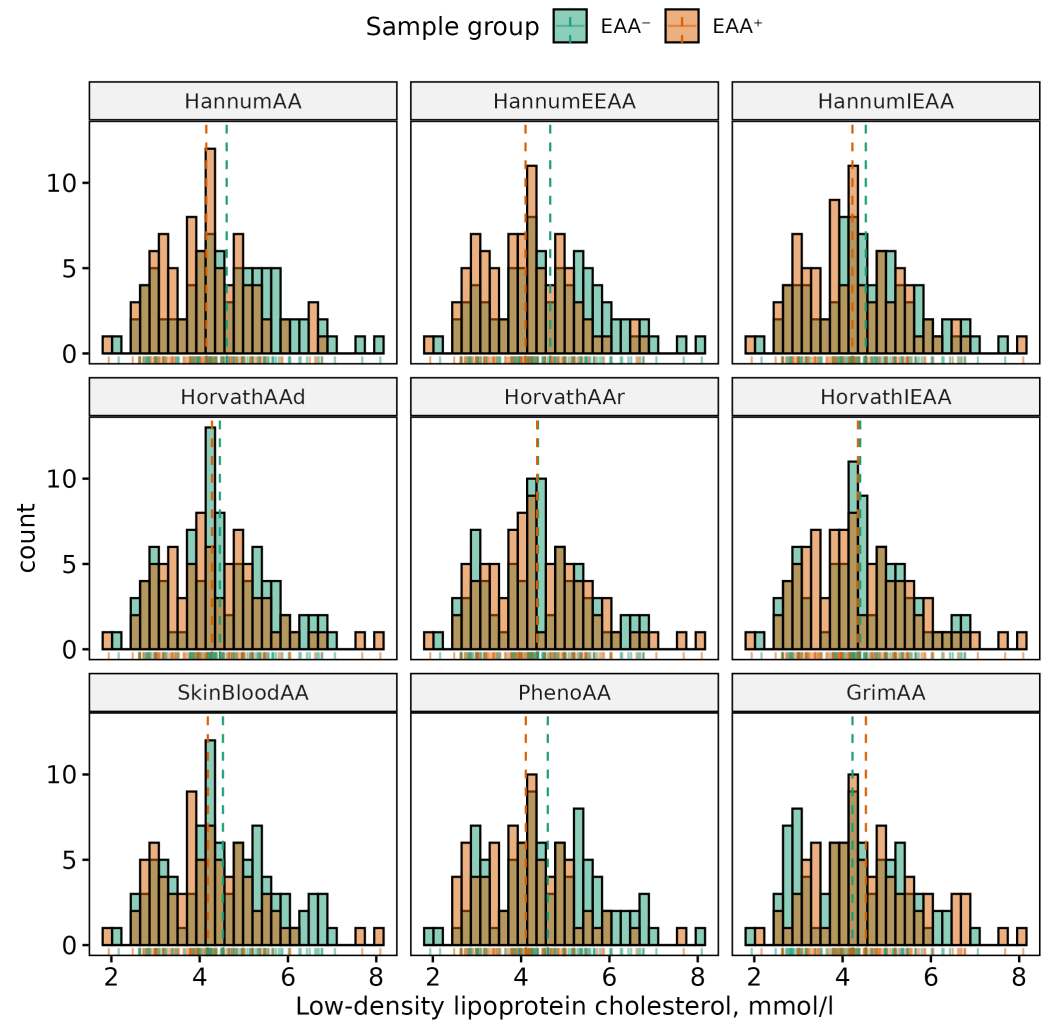 Sample group EAA⁻ EAA⁺
HannumAA HannumEEAA HannumIEAA
10
5
0
HorvathAAd HorvathAAr HorvathIEAA
10
5
0
count
SkinBloodAA PhenoAA GrimAA
10
5
0
2 4 6 8 2 4 6 8 2 4 6 8
Low-density lipoprotein cholesterol, mmol/l